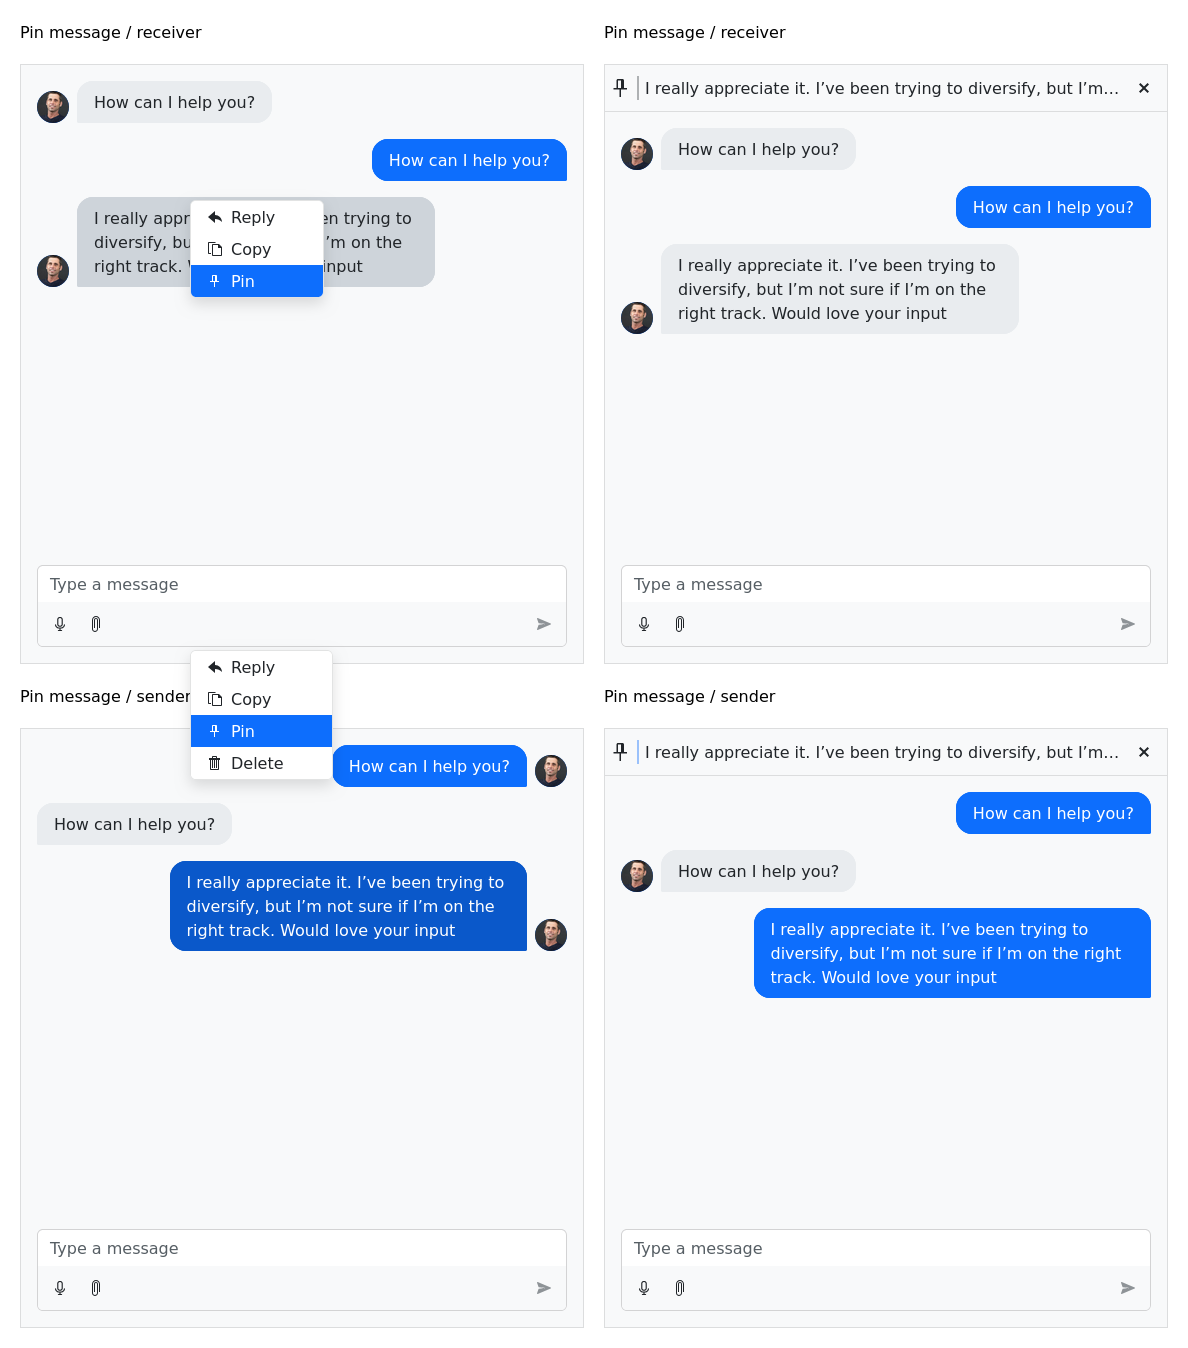 Pin message / receiver
How can I help you?
How can I help you?
I really appr
en trying to
diversify, bu
’m on the
right track.
input
Reply
Copy
Pin
Type a message
Pin message / receiver
I really appreciate it. I’ve been trying to diversify, but I’m…
How can I help you?
How can I help you?
I really appreciate it. I’ve been trying to
diversify, but I’m not sure if I’m on the
right track. Would love your input
Type a message
Pin message / sender
Reply
Copy
Pin
Delete
How can I help you?
How can I help you?
I really appreciate it. I’ve been trying to
diversify, but I’m not sure if I’m on the
right track. Would love your input
Type a message
Pin message / sender
I really appreciate it. I’ve been trying to diversify, but I’m…
How can I help you?
How can I help you?
I really appreciate it. I’ve been trying to
diversify, but I’m not sure if I’m on the right
track. Would love your input
Type a message